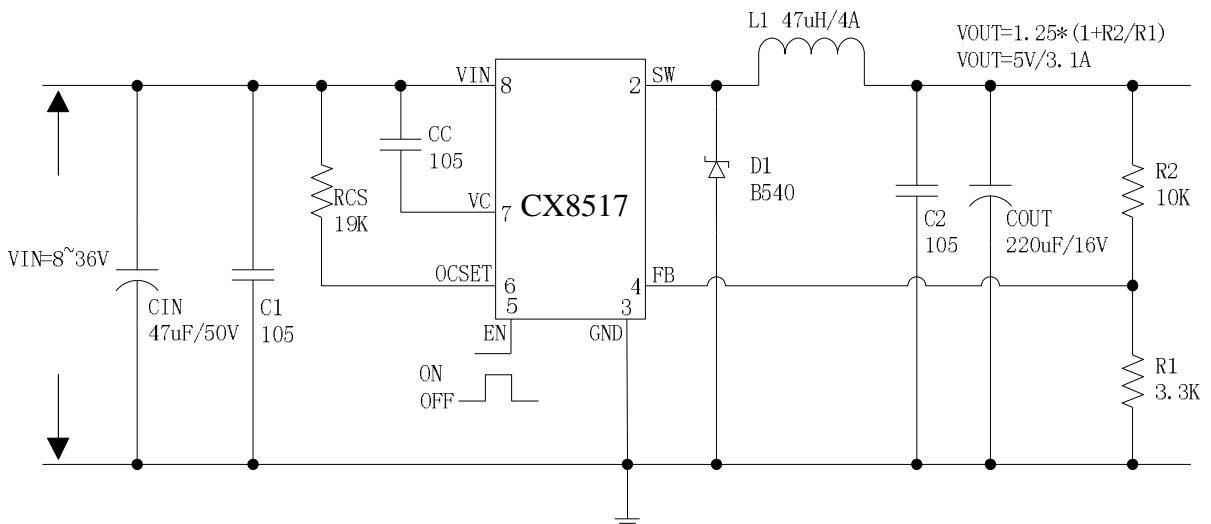 L1 47uH/4A
VOUT=1.25*(1+R2/R1)
VOUT=5V/3.1A
VIN
8
2
SW
CC
105
RCS
19K
VC
7
CX8517
D1
B540
C2
105
COUT
220uF/16V
R2
10K
VIN=8~36V
OCSET
6
4
FB
5
3
CIN
47uF/50V
C1
105
EN
GND
ON
OFF
R1
3.3K